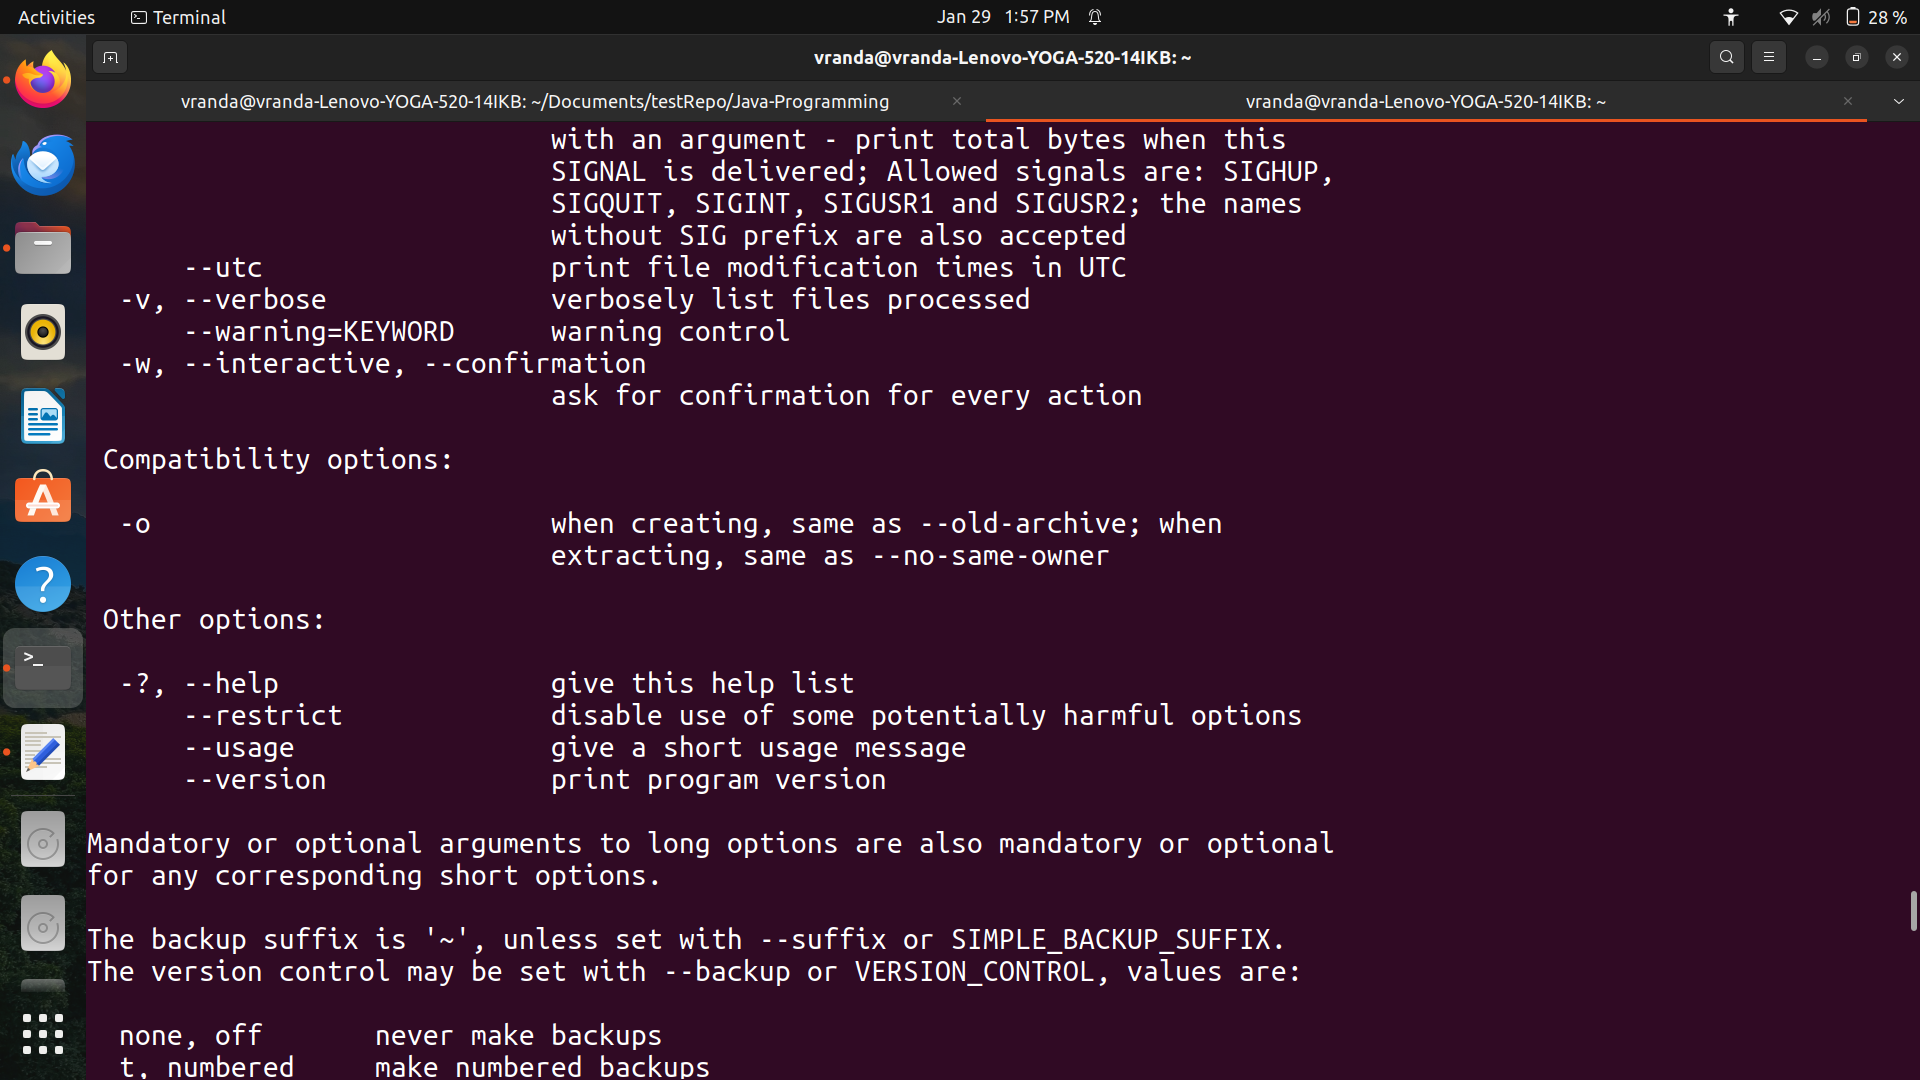 Activities Terminal Jan 29 1:57 PM 28 %
vranda@vranda-Lenovo-YOGA-520-14IKB: ~
vranda@vranda-Lenovo-YOGA-520-14IKB: ~/Documents/testRepo/Java-Programming vranda@vranda-Lenovo-YOGA-520-14IKB: ~
with an argument - print total bytes when this
SIGNAL is delivered; Allowed signals are: SIGHUP,
SIGQUIT, SIGINT, SIGUSR1 and SIGUSR2; the names
without SIG prefix are also accepted
--utc print file modification times in UTC
-v, --verbose verbosely list files processed
--warning=KEYWORD warning control
-w, --interactive, --confirmation
ask for confirmation for every action
Compatibility options:
-o when creating, same as --old-archive; when
extracting, same as --no-same-owner
Other options:
-?, --help give this help list
--restrict disable use of some potentially harmful options
--usage give a short usage message
--version print program version
Mandatory or optional arguments to long options are also mandatory or optional
for any corresponding short options.
The backup suffix is '~', unless set with --suffix or SIMPLE_BACKUP_SUFFIX.
The version control may be set with --backup or VERSION_CONTROL, values are:
none, off never make backups
t, numbered make numbered backups